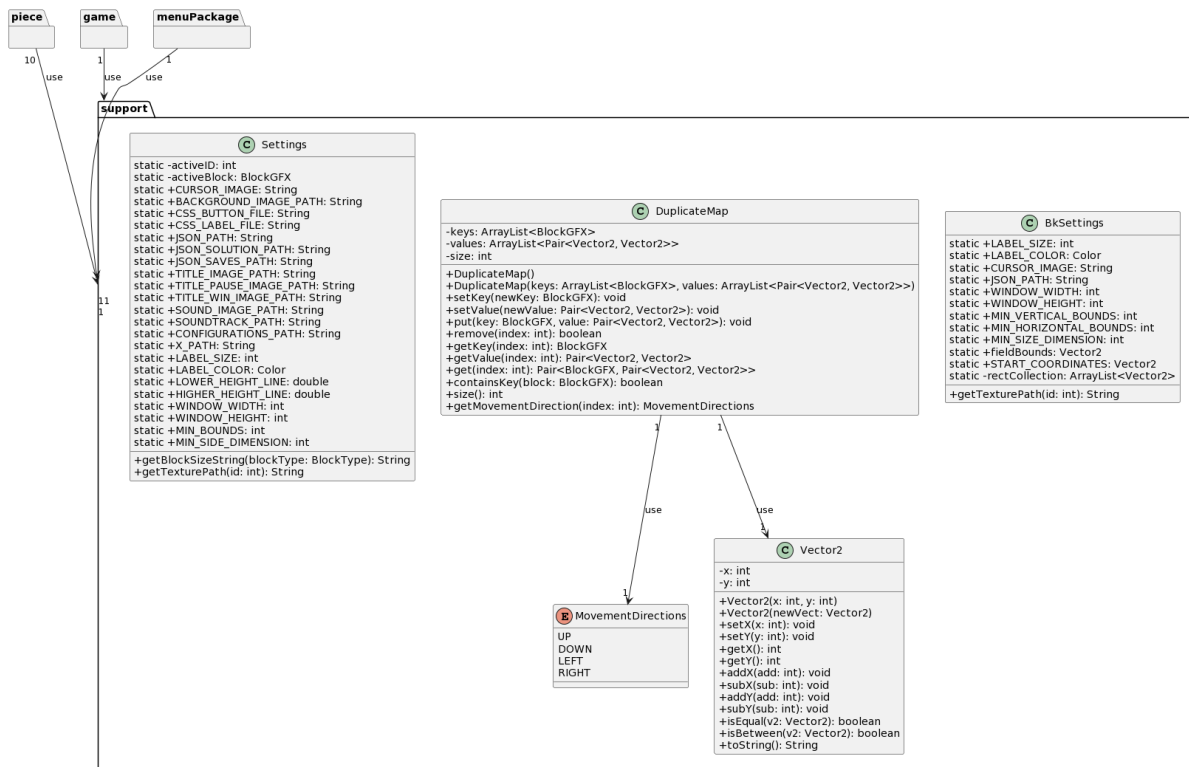 piece
game
menuPackage
10
1
1
use
use
use
support
11
1
C Settings
static -activeID: int
static -activeBlock: BlockGFX
static +CURSOR_IMAGE: String
static +BACKGROUND_IMAGE_PATH: String
static +CSS_BUTTON_FILE: String
static +CSS_LABEL_FILE: String
static +JSON_PATH: String
static +JSON_SOLUTION_PATH: String
static +JSON_SAVES_PATH: String
static +TITLE_IMAGE_PATH: String
static +TITLE_PAUSE_IMAGE_PATH: String
static +TITLE_WIN_IMAGE_PATH: String
static +SOUND_IMAGE_PATH: String
static +SOUNDTRACK_PATH: String
static +CONFIGURATIONS_PATH: String
static +X_PATH: String
static +LABEL_SIZE: int
static +LABEL_COLOR: Color
static +LOWER_HEIGHT_LINE: double
static +HIGHER_HEIGHT_LINE: double
static +WINDOW_WIDTH: int
static +WINDOW_HEIGHT: int
static +MIN_BOUNDS: int
static +MIN_SIDE_DIMENSION: int
+getBlockSizeString(blockType: BlockType): String
+getTexturePath(id: int): String
C DuplicateMap
-keys: ArrayList<BlockGFX>
-values: ArrayList<Pair<Vector2, Vector2>>
-size: int
+DuplicateMap()
+DuplicateMap(keys: ArrayList<BlockGFX>, values: ArrayList<Pair<Vector2, Vector2>>)
+setKey(newKey: BlockGFX): void
+setValue(newValue: Pair<Vector2, Vector2>): void
+put(key: BlockGFX, value: Pair<Vector2, Vector2>): void
+remove(index: int): boolean
+getKey(index: int): BlockGFX
+getValue(index: int): Pair<Vector2, Vector2>
+get(index: int): Pair<BlockGFX, Pair<Vector2, Vector2>>
+containsKey(block: BlockGFX): boolean
+size(): int
+getMovementDirection(index: int): MovementDirections
C BkSettings
static +LABEL_SIZE: int
static +LABEL_COLOR: Color
static +CURSOR_IMAGE: String
static +JSON_PATH: String
static +WINDOW_WIDTH: int
static +WINDOW_HEIGHT: int
static +MIN_VERTICAL_BOUNDS: int
static +MIN_HORIZONTAL_BOUNDS: int
static +MIN_SIZE_DIMENSION: int
static +fieldBounds: Vector2
static +START_COORDINATES: Vector2
static -rectCollection: ArrayList<Vector2>
+getTexturePath(id: int): String
1
1
use
use
1
1
E MovementDirections
UP
DOWN
LEFT
RIGHT
C Vector2
-x: int
-y: int
+Vector2(x: int, y: int)
+Vector2(newVect: Vector2)
+setX(x: int): void
+setY(y: int): void
+getX(): int
+getY(): int
+addX(add: int): void
+subX(sub: int): void
+addY(add: int): void
+subY(sub: int): void
+isEqual(v2: Vector2): boolean
+isBetween(v2: Vector2): boolean
+toString(): String